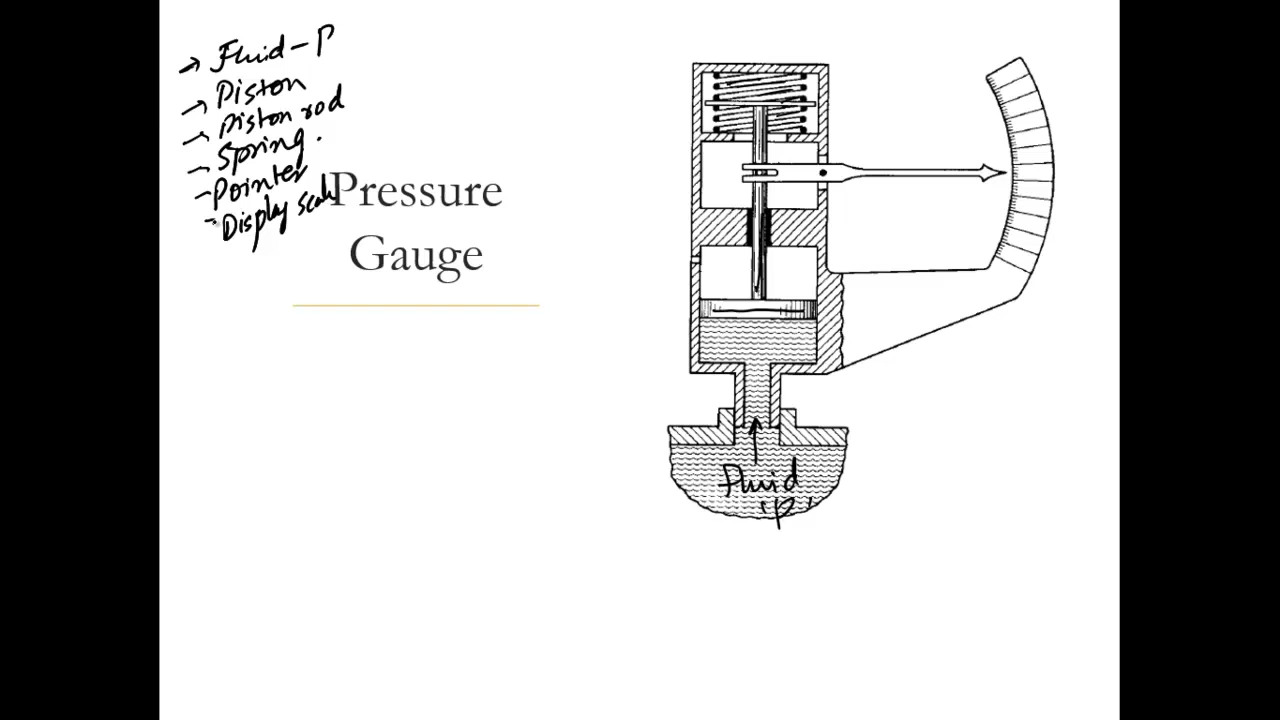 → Fluid - P
→ Piston
→ Piston rod
→ Spring.
- Pointer
- Display scale
Pressure
Gauge
Fluid
'P'